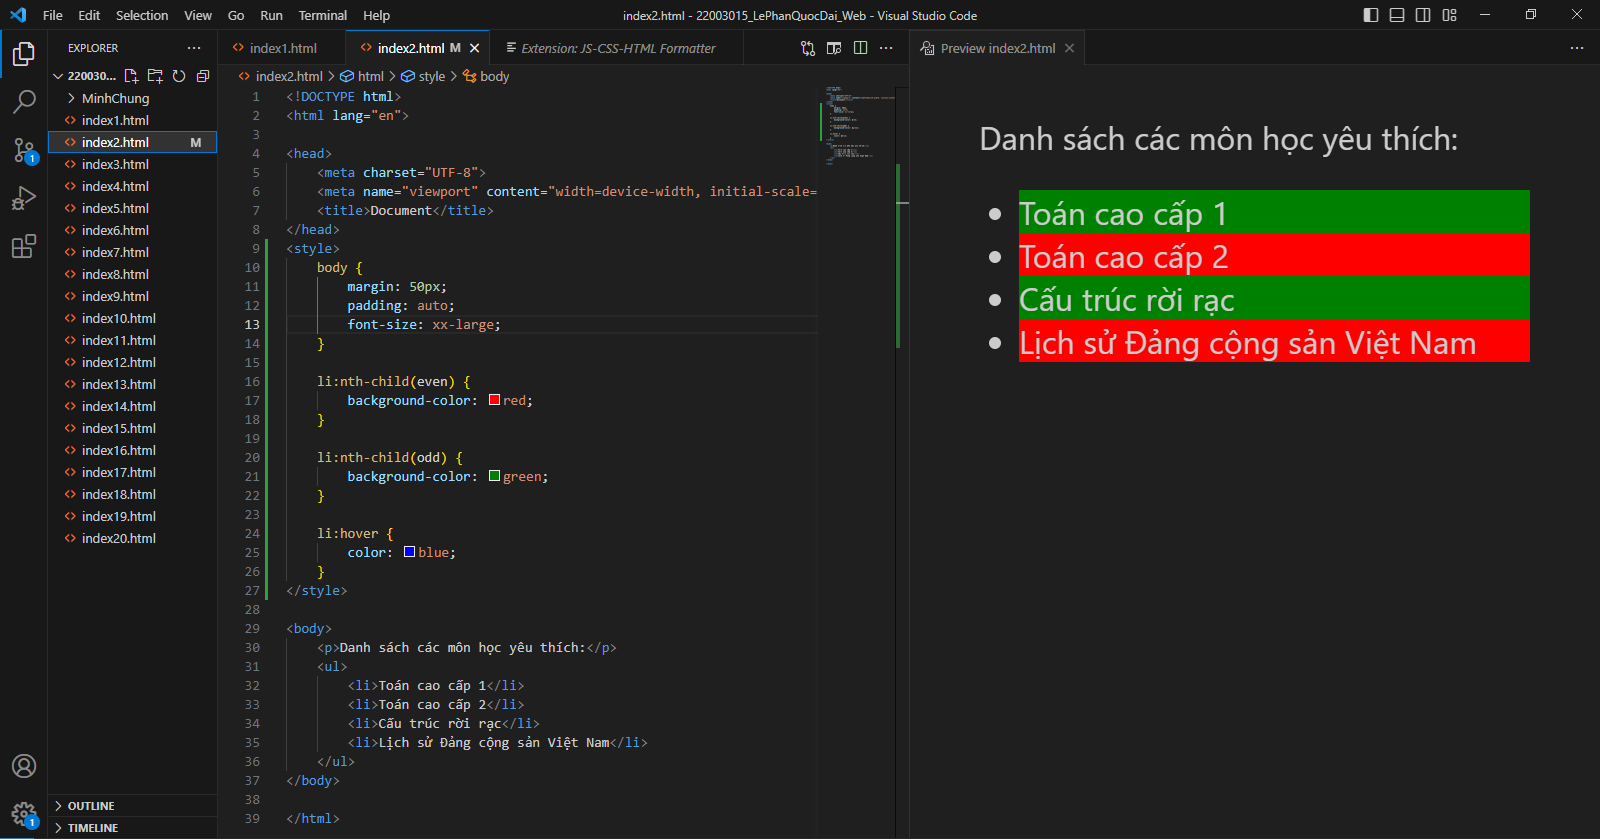 File Edit Selection View Go Run Terminal Help index2.html - 22003015_LePhanQuocDai_Web - Visual Studio Code
EXPLORER
220030...
MinhChung
index1.html
index2.html M
index3.html
index4.html
index5.html
index6.html
index7.html
index8.html
index9.html
index10.html
index11.html
index12.html
index13.html
index14.html
index15.html
index16.html
index17.html
index18.html
index19.html
index20.html
OUTLINE
TIMELINE
1
1
index1.html index2.html M Extension: JS-CSS-HTML Formatter
index2.html > html > style > body
1 <!DOCTYPE html>
2 <html lang="en">
3
4 <head>
5 <meta charset="UTF-8">
6 <meta name="viewport" content="width=device-width, initial-scale=
7 <title>Document</title>
8 </head>
9 <style>
10 body {
11 margin: 50px;
12 padding: auto;
13 font-size: xx-large;
14 }
15
16 li:nth-child(even) {
17 background-color: red;
18 }
19
20 li:nth-child(odd) {
21 background-color: green;
22 }
23
24 li:hover {
25 color: blue;
26 }
27 </style>
28
29 <body>
30 <p>Danh sách các môn học yêu thích:</p>
31 <ul>
32 <li>Toán cao cấp 1</li>
33 <li>Toán cao cấp 2</li>
34 <li>Cấu trúc rời rạc</li>
35 <li>Lịch sử Đảng cộng sản Việt Nam</li>
36 </ul>
37 </body>
38
39 </html>
Preview index2.html
Danh sách các môn học yêu thích:
Toán cao cấp 1
Toán cao cấp 2
Cấu trúc rời rạc
Lịch sử Đảng cộng sản Việt Nam